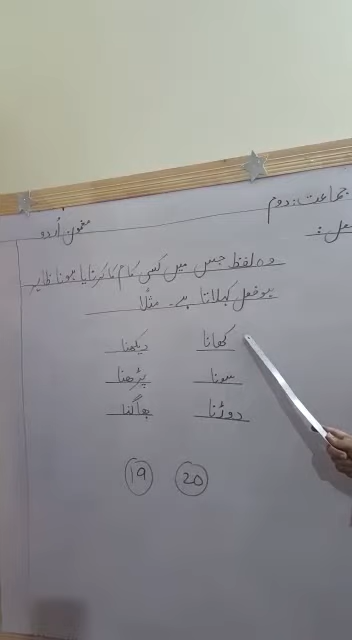 جماعت: دوم
مضمون: اُردو
فعل:
وہ لفظ جس میں کسی کام کا کرنا یا ہونا ظاہر
ہو فعل کہلاتا ہے۔ مثلاً
کھانا دیکھنا
سونا پڑھنا
دوڑنا بھاگنا
20 19